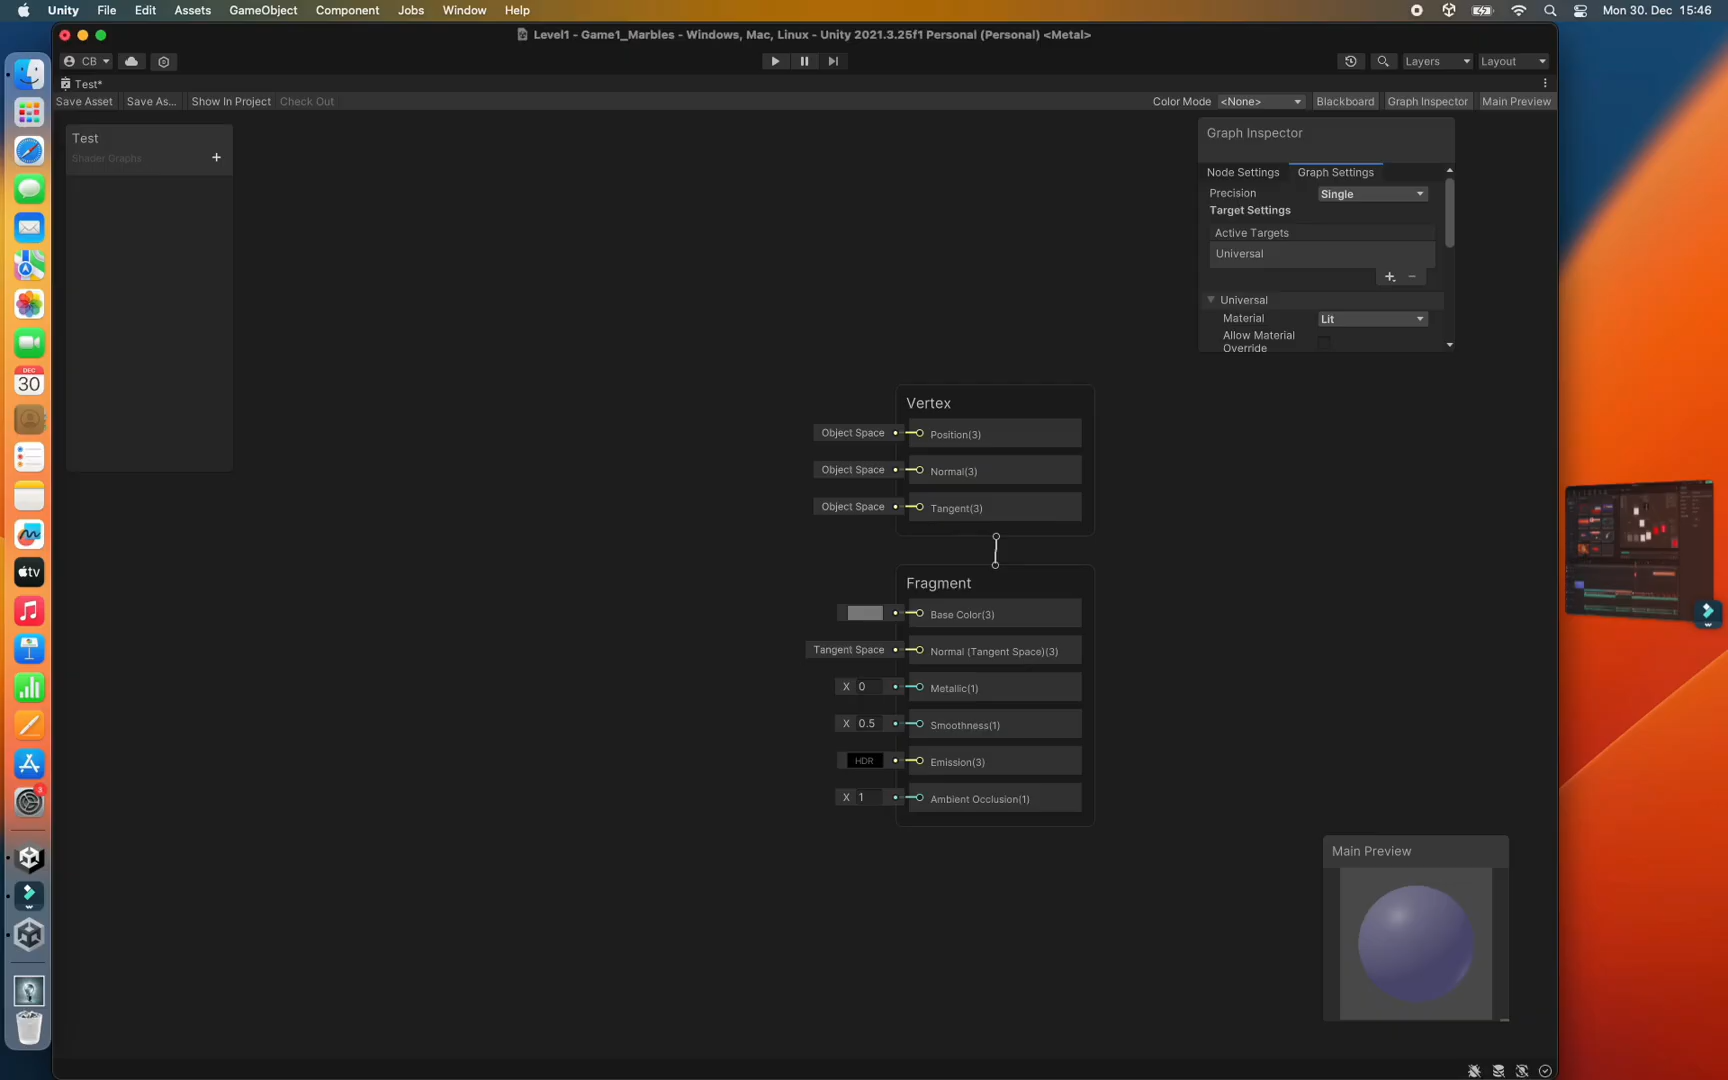 Unity File Edit Assets GameObject Component Jobs Window Help Mon 30. Dec 15:46
Level1 - Game1_Marbles - Windows, Mac, Linux - Unity 2021.3.25f1 Personal (Personal) <Metal>
CB Layers Layout
Test*
Save Asset Save As... Show In Project Check Out Color Mode <None> Blackboard Graph Inspector Main Preview
Test
Shader Graphs
+
Graph Inspector
Node Settings Graph Settings
Precision Single
Target Settings
Active Targets
Universal
+ -
Universal
Material Lit
Allow Material
Override
DEC
30
tv
3
Vertex
Object Space Position(3)
Object Space Normal(3)
Object Space Tangent(3)
Fragment
Base Color(3)
Tangent Space Normal (Tangent Space)(3)
X 0 Metallic(1)
X 0.5 Smoothness(1)
HDR Emission(3)
X 1 Ambient Occlusion(1)
Main Preview